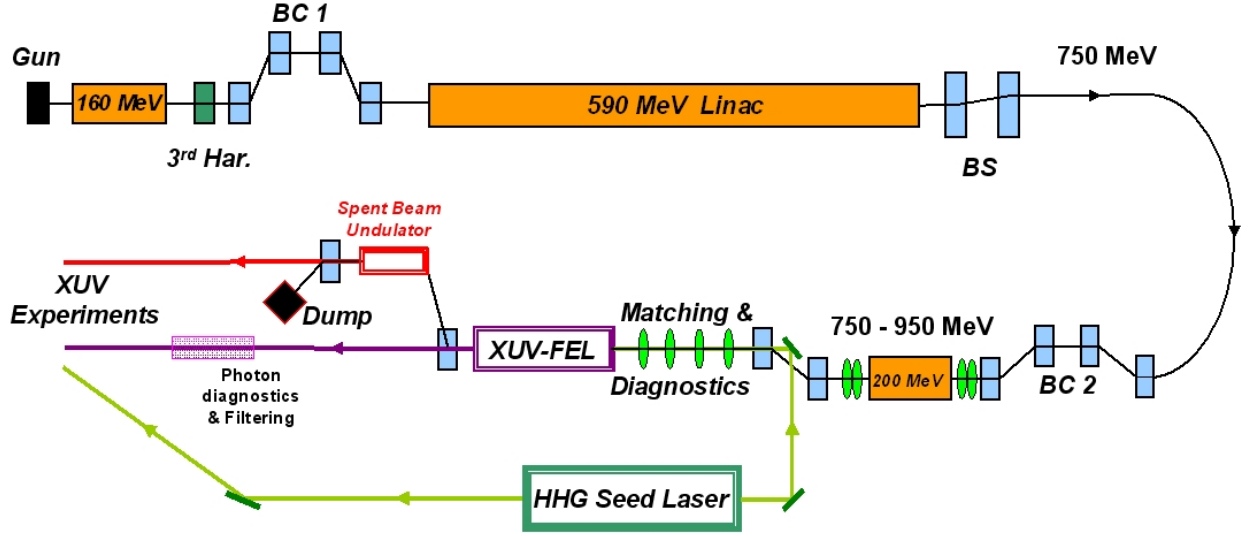 BC 1
Gun
750 MeV
160 MeV
590 MeV Linac
3rd Har.
BS
Spent Beam
Undulator
XUV
Experiments
Dump
Matching &
750 - 950 MeV
XUV-FEL
Diagnostics
200 MeV
BC 2
Photon
diagnostics
& Filtering
HHG Seed Laser